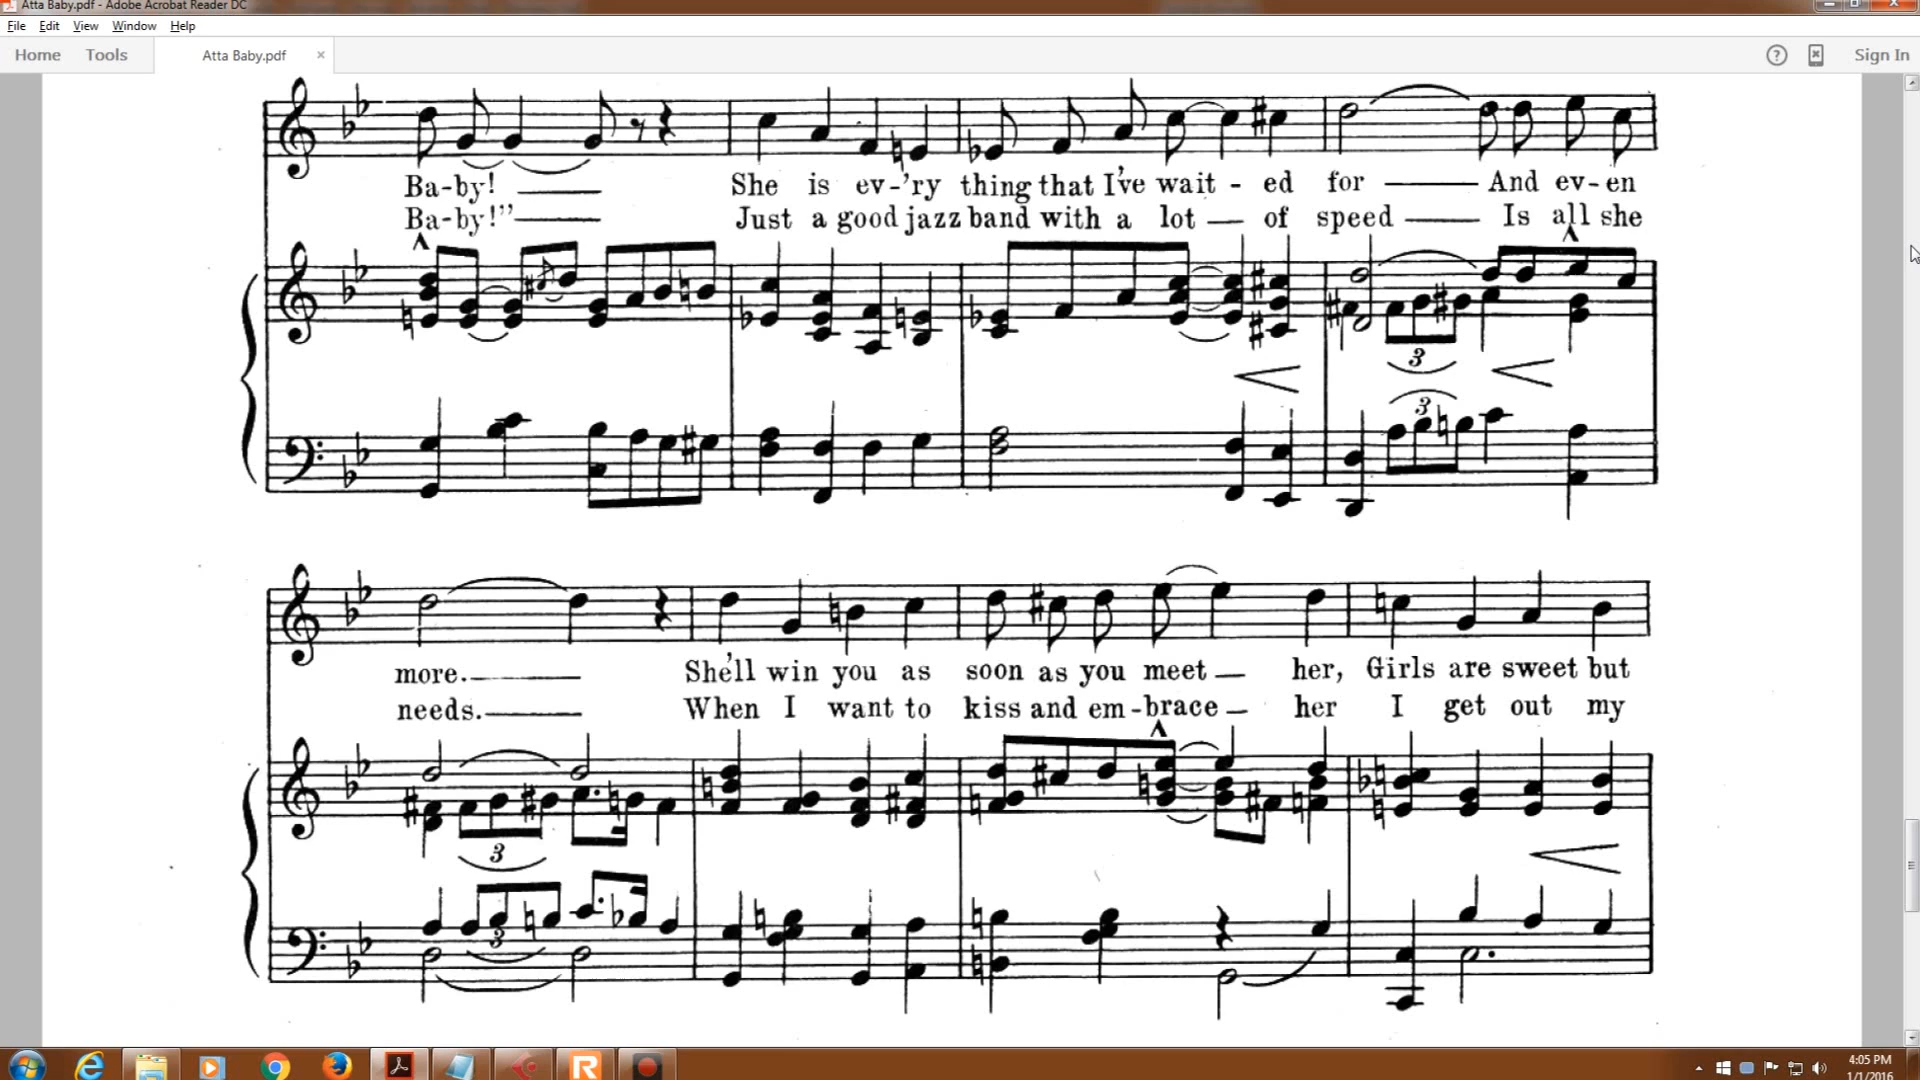 Atta Baby.pdf - Adobe Acrobat Reader DC
File Edit View Window Help
Home Tools Atta Baby.pdf × ? Sign In
Ba-by! She is ev-'ry thing that I've wait - ed for And ev-en
Ba-by!" Just a good jazz band with a lot of speed Is all she
3
3
more. She'll win you as soon as you meet her, Girls are sweet but
needs. When I want to kiss and em-brace her I get out my
3
3
4:05 PM
1/1/2016